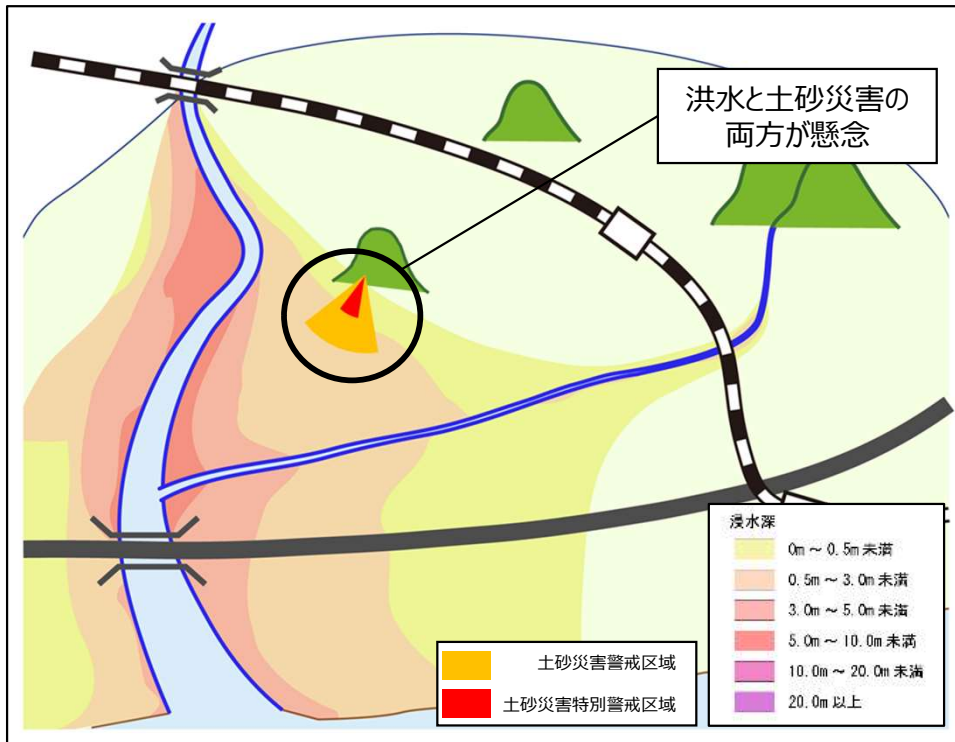 洪水と土砂災害の
両方が懸念
浸水深
0m ～ 0.5m 未満
0.5m ～ 3.0m 未満
3.0m ～ 5.0m 未満
5.0m ～ 10.0m 未満
10.0m ～ 20.0m 未満
20.0m 以上
土砂災害警戒区域
土砂災害特別警戒区域